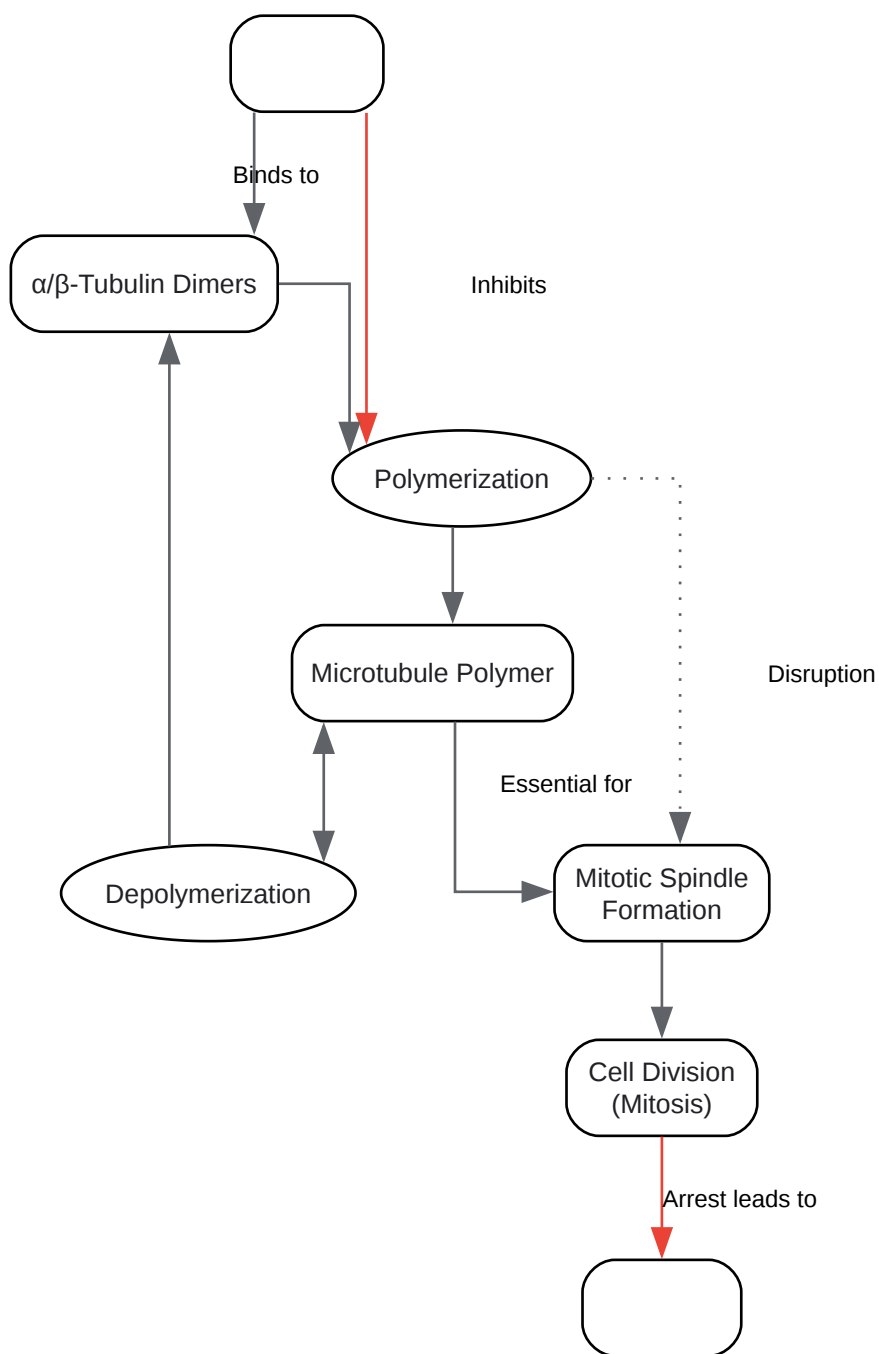 Binds to
α/β-Tubulin Dimers
Inhibits
Polymerization
Microtubule Polymer
Disruption
Essential for
Depolymerization
Mitotic Spindle
Formation
Cell Division
(Mitosis)
Arrest leads to